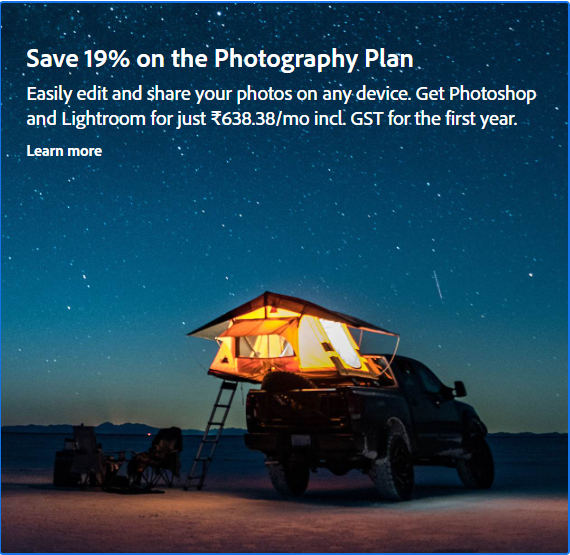 Save 19% on the Photography Plan
Easily edit and share your photos on any device. Get Photoshop
and Lightroom for just ₹638.38/mo incl. GST for the first year.
Learn more